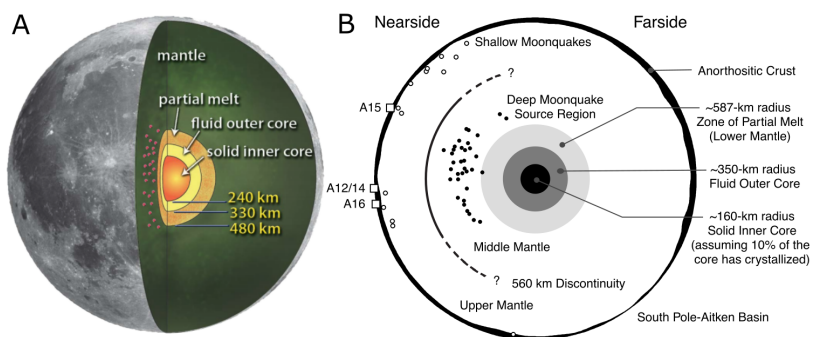 A
mantle
partial melt
fluid outer core
solid inner core
240 km
330 km
480 km
B
Nearside
Farside
Shallow Moonquakes
?
Anorthositic Crust
A15
Deep Moonquake
Source Region
~587-km radius
Zone of Partial Melt
(Lower Mantle)
~350-km radius
Fluid Outer Core
A12/14
A16
~160-km radius
Solid Inner Core
(assuming 10% of the
core has crystallized)
Middle Mantle
?
560 km Discontinuity
Upper Mantle
South Pole-Aitken Basin